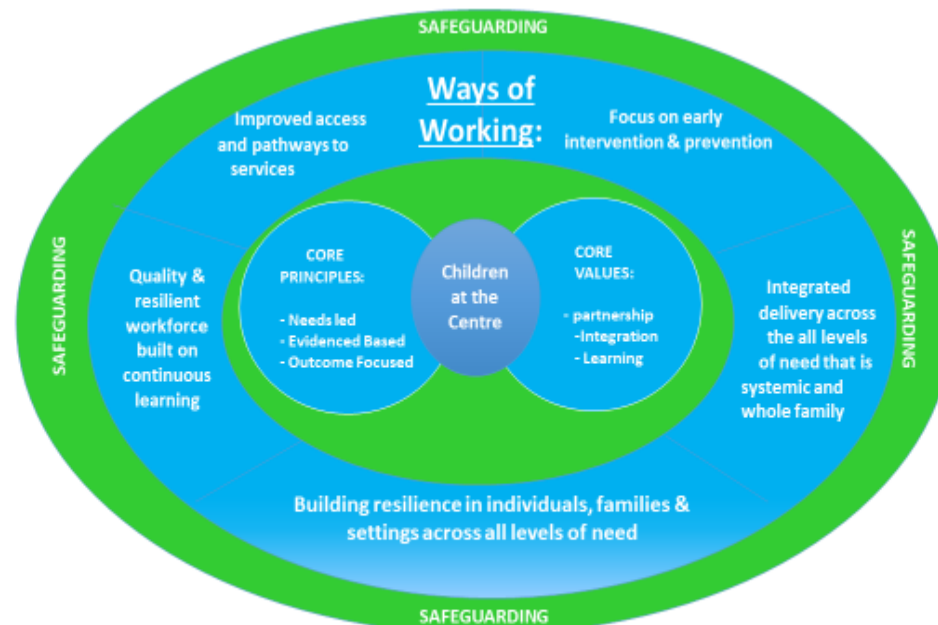 SAFEGUARDING
Ways of
Working:
Improved access
and pathways to
services
Focus on early
intervention & prevention
SAFEGUARDING
Quality &
resilient
workforce
built on
continuous
learning
CORE
PRINCIPLES:
- Needs led
- Evidenced Based
- Outcome Focused
Children
at the
Centre
CORE
VALUES:
- partnership
-Integration
- Learning
Integrated
delivery across
the all levels
of need that is
systemic and
whole family
SAFEGUARDING
Building resilience in individuals, families &
settings across all levels of need
SAFEGUARDING